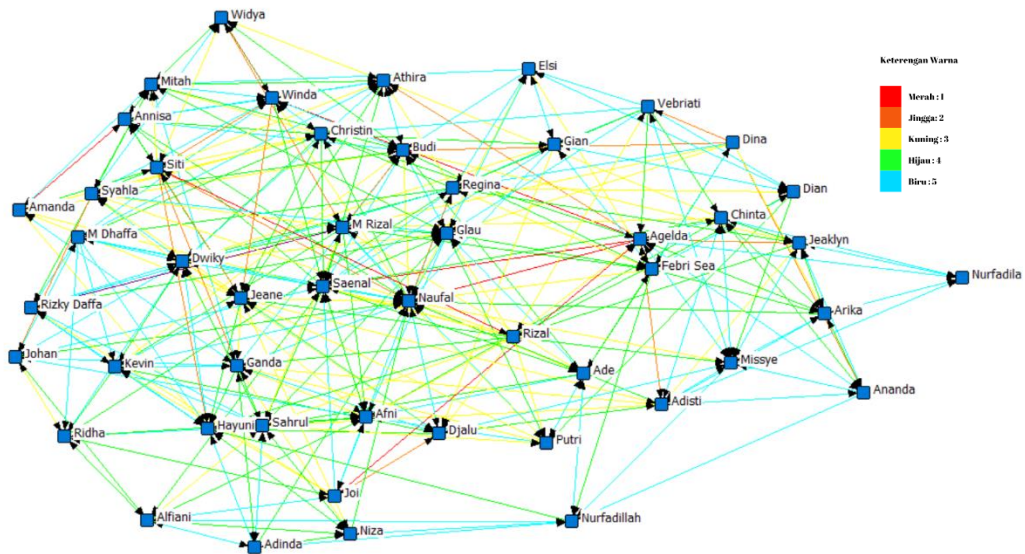 Widya
Elsi
Keterengan Warna
Mitah
Athira
Winda
Merah : 1
Vebriati
Annisa
Jingga: 2
Christin
Kuning : 3
Budi
Gian
Dina
Hijau : 4
Siti
Biru : 5
Syahla
Regina
Dian
Amanda
M Rizal
Chinta
M Dhaffa
Glau
Agelda
Jeaklyn
Dwiky
Febri Sea
Nurfadila
Saenal
Jeane
Naufal
Rizky Daffa
Arika
Rizal
Johan
Kevin
Ganda
Missye
Ade
Ananda
Adisti
Afni
Hayuni
Sahrul
Djalu
Ridha
Putri
Joi
Alfiani
Nurfadillah
Niza
Adinda